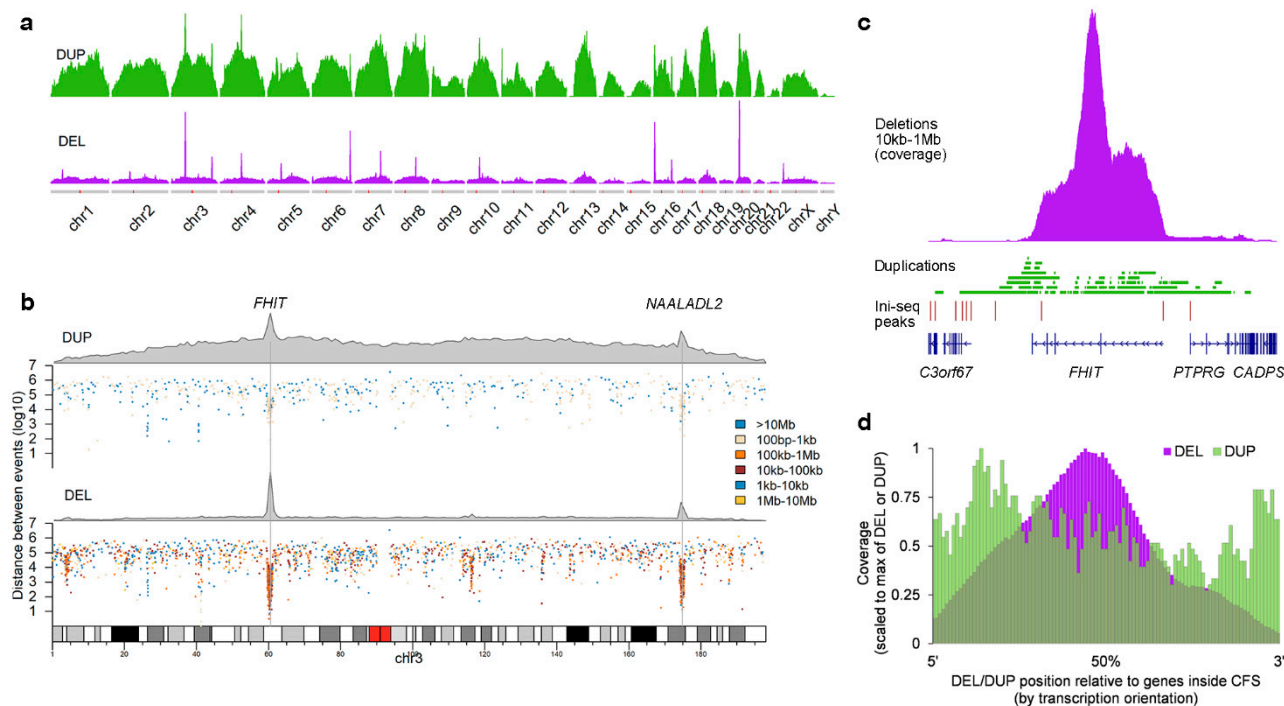 a
DUP
DEL
chr1
chr2
chr3
chr4
chr5
chr6
chr7
chr8
chr9
chr10
chr11
chr12
chr13
chr14
chr15
chr16
chr17
chr18
chr19
chr20
chr21
chr22
chrX
chrY
b
FHIT
NAALADL2
DUP
7
6
5
4
3
2
1
Distance between events (log10)
>10Mb
100bp-1kb
100kb-1Mb
10kb-100kb
1kb-10kb
1Mb-10Mb
DEL
7
6
5
4
3
2
1
1 20 40 60 80 100 120 140 160 180
chr3
c
Deletions
10kb-1Mb
(coverage)
Duplications
Ini-seq
peaks
C3orf67 FHIT PTPRG CADPS
d
DEL DUP
1
0.75
0.5
0.25
0
Coverage
(scaled to max of DEL or DUP)
5' 50% 3'
DEL/DUP position relative to genes inside CFS
(by transcription orientation)